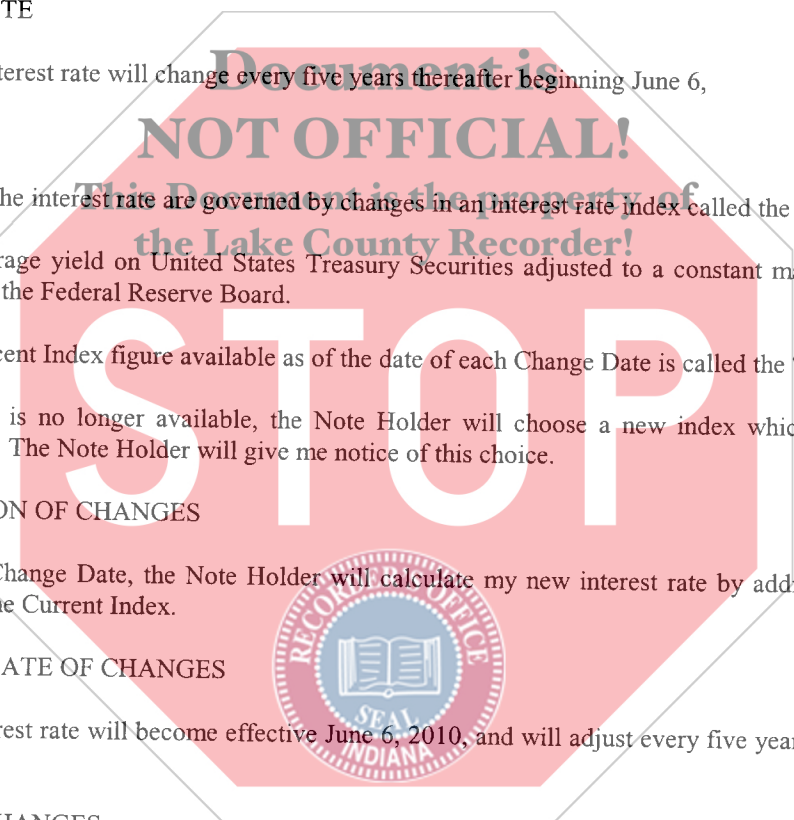 TE
terest rate will change every five years thereafter beginning June 6,
Document is
NOT OFFICIAL!
This Document is the property of
the Lake County Recorder!
he interest rate are governed by changes in an interest rate index called the
rage yield on United States Treasury Securities adjusted to a constant ma
the Federal Reserve Board.
cent Index figure available as of the date of each Change Date is called the "
is no longer available, the Note Holder will choose a new index whic
The Note Holder will give me notice of this choice.
STOP
ON OF CHANGES
Change Date, the Note Holder will calculate my new interest rate by addi
e Current Index.
RECORDER'S OFFICE
SEAL
INDIANA
ATE OF CHANGES
rest rate will become effective June 6, 2010, and will adjust every five year
HANGES